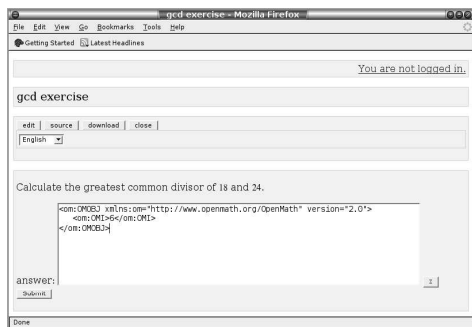 gcd exercise - Mozilla Firefox
File Edit View Go Bookmarks Tools Help
Getting Started Latest Headlines
You are not logged in.
gcd exercise
edit | source | download | close |
English
Calculate the greatest common divisor of 18 and 24.
<om:OMOBJ xmlns:om="http://www.openmath.org/OpenMath" version="2.0">
<om:OMI>6</om:OMI>
</om:OMOBJ>
answer:
Submit
Done